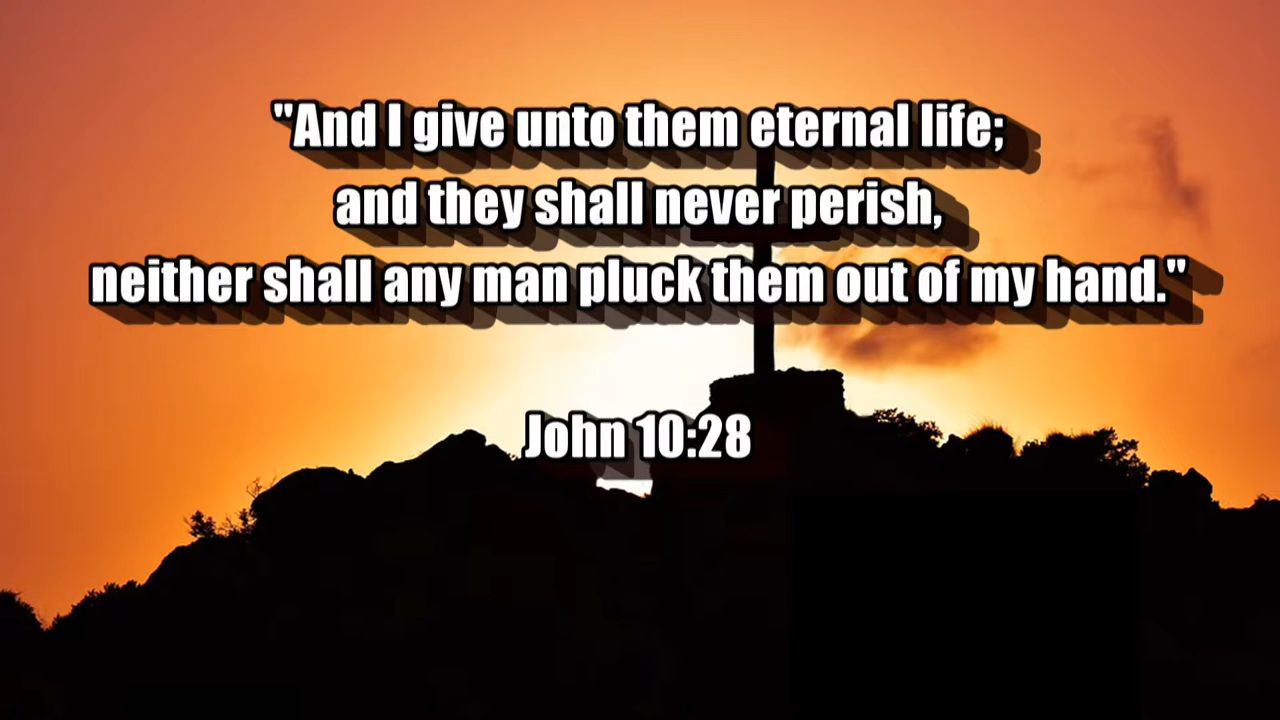 "And I give unto them eternal life;
and they shall never perish,
neither shall any man pluck them out of my hand."
John 10:28